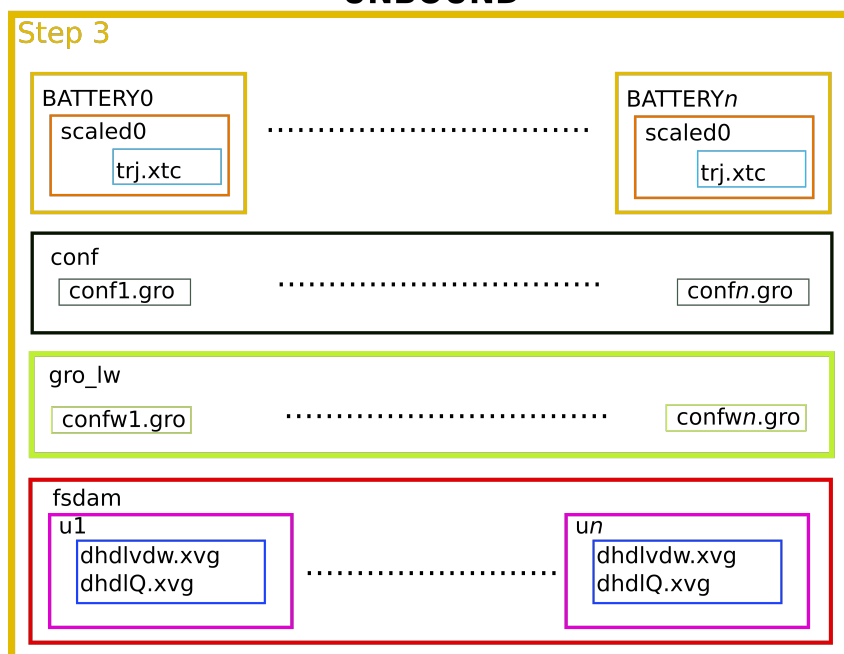 UNBOUND
Step 3
BATTERY0
BATTERYn
scaled0
scaled0
trj.xtc
trj.xtc
conf
conf1.gro
confn.gro
gro_lw
confw1.gro
confwn.gro
fsdam
u1
un
dhdlvdw.xvg
dhdlQ.xvg
dhdlvdw.xvg
dhdlQ.xvg